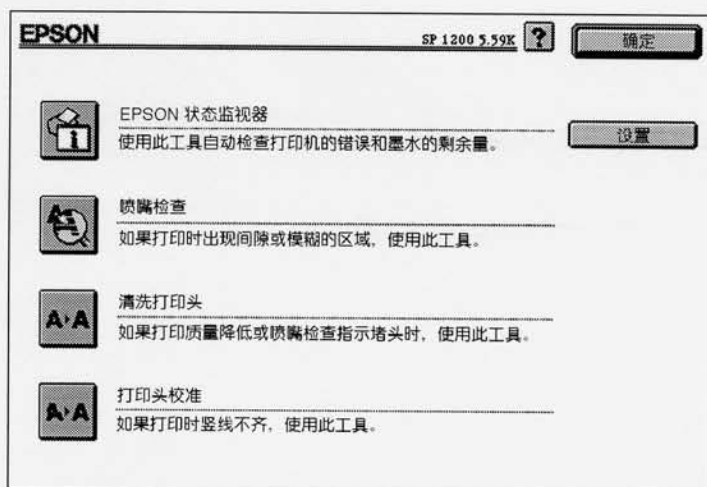 EPSON
SP 1200 5.59K
?
确定
EPSON 状态监视器
使用此工具自动检查打印机的错误和墨水的剩余量。
设置
喷嘴检查
如果打印时出现间隙或模糊的区域，使用此工具。
清洗打印头
如果打印质量降低或喷嘴检查指示堵头时，使用此工具。
A▸A
打印头校准
如果打印时竖线不齐，使用此工具。
A▸A